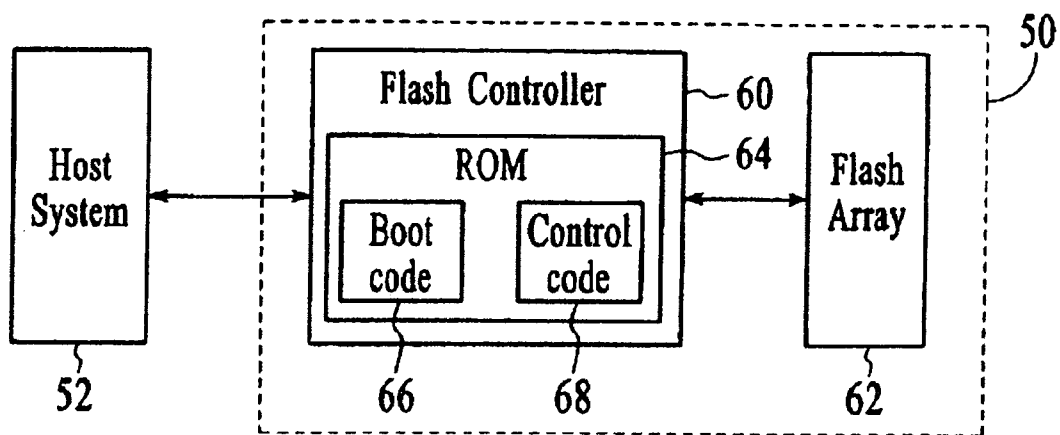 50
Host
System
52
Flash Controller
60
ROM
64
Boot
code
66
Control
code
68
Flash
Array
62